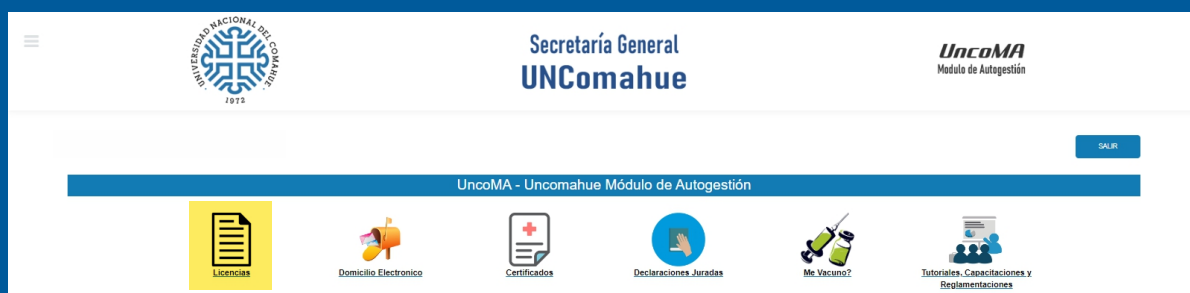 UNIVERSIDAD NACIONAL DEL COMAHUE
1972
Secretaría General
UNComahue
UncoMA
Modulo de Autogestión
SALIR
UncoMA - Uncomahue Módulo de Autogestión
Licencias
Domicilio Electronico
Certificados
Declaraciones Juradas
Me Vacuno?
Tutoriales, Capacitaciones y
Reglamentaciones